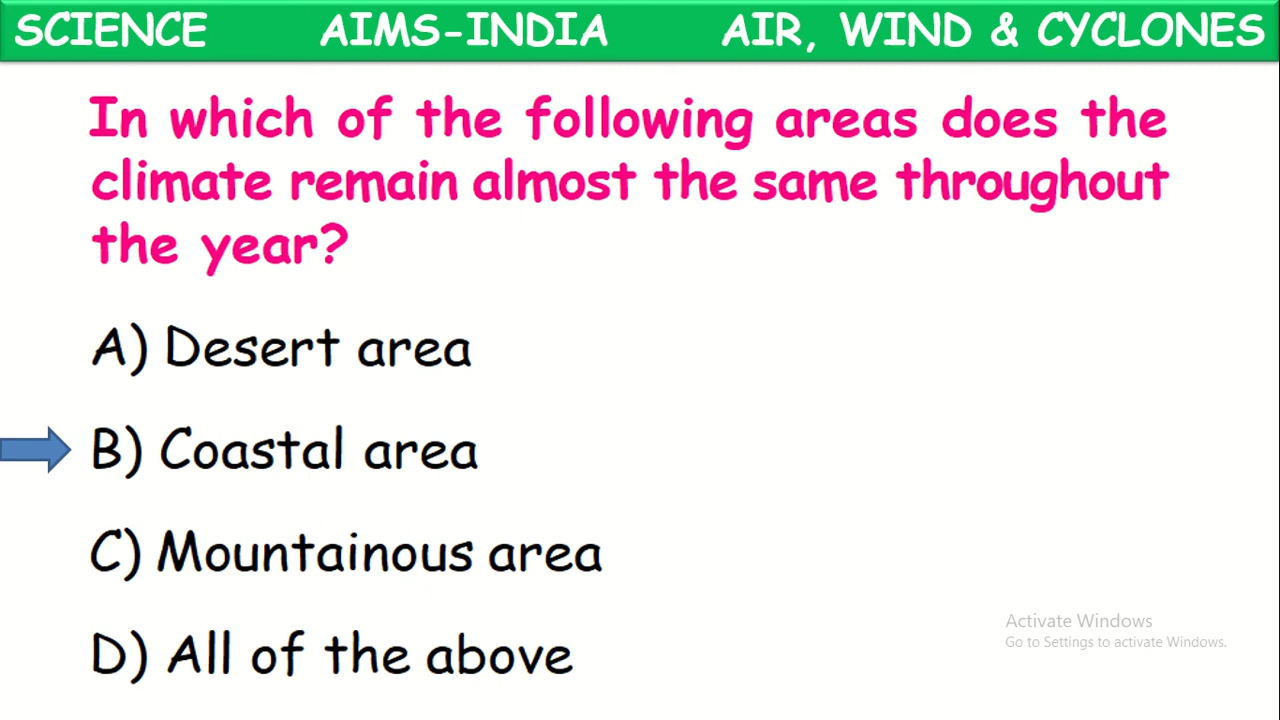 SCIENCE AIMS-INDIA AIR, WIND & CYCLONES
In which of the following areas does the
climate remain almost the same throughout
the year?
A) Desert area
B) Coastal area
C) Mountainous area
D) All of the above
Activate Windows
Go to Settings to activate Windows.